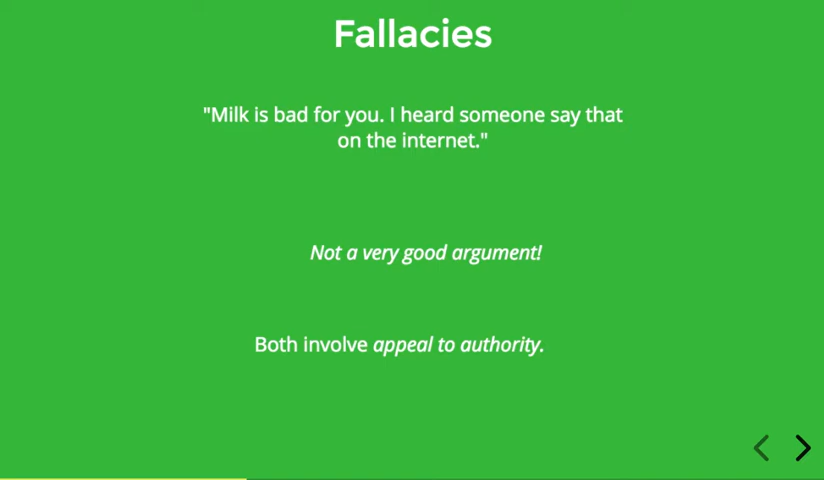 Fallacies
"Milk is bad for you. I heard someone say that
on the internet."
Not a very good argument!
Both involve appeal to authority.